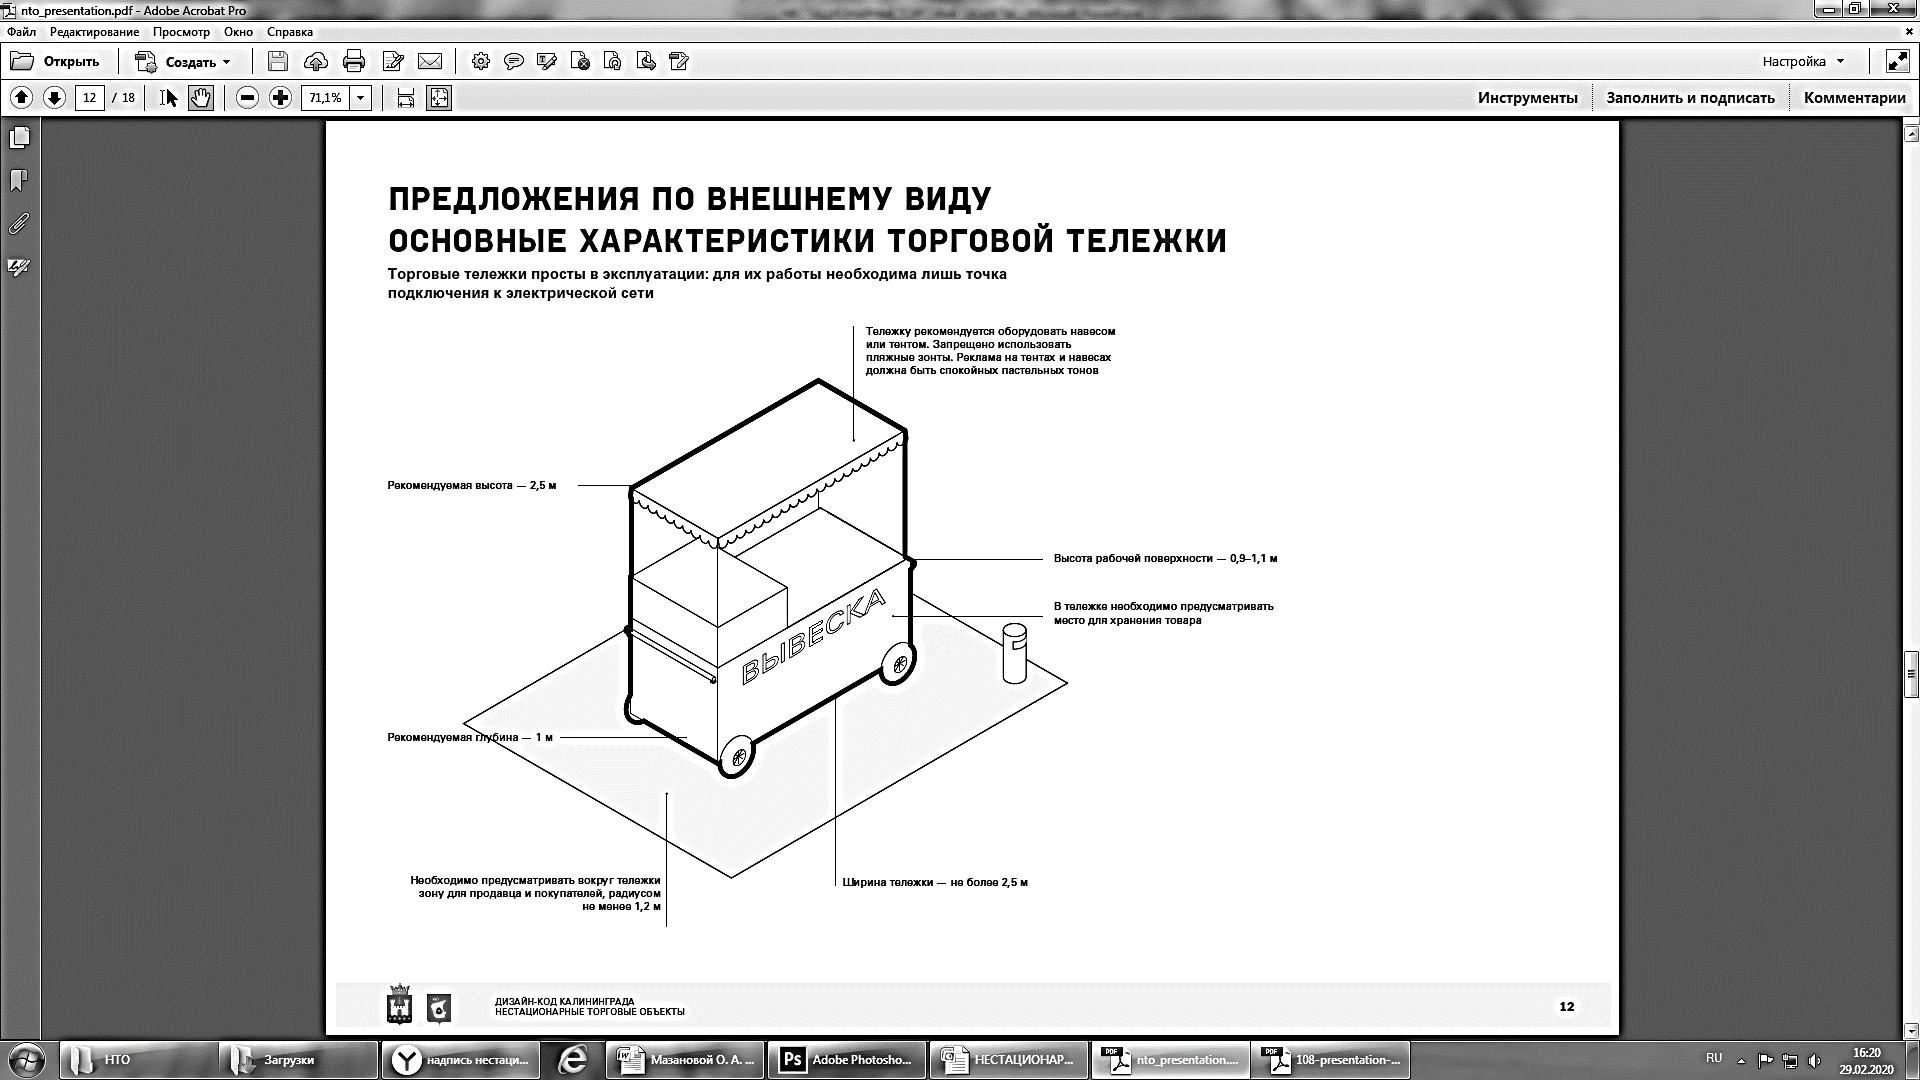 nto_presentation.pdf - Adobe Acrobat Pro
Файл Редактирование Просмотр Окно Справка
Открыть Создать Настройка
12 / 18 71,1% Инструменты Заполнить и подписать Комментарии
ПРЕДЛОЖЕНИЯ ПО ВНЕШНЕМУ ВИДУ
ОСНОВНЫЕ ХАРАКТЕРИСТИКИ ТОРГОВОЙ ТЕЛЕЖКИ
Торговые тележки просты в эксплуатации: для их работы необходима лишь точка
подключения к электрической сети
Тележку рекомендуется оборудовать навесом
или тентом. Запрещено использовать
пляжные зонты. Реклама на тентах и навесах
должна быть спокойных пастельных тонов
Рекомендуемая высота — 2,5 м
Высота рабочей поверхности — 0,9–1,1 м
В тележке необходимо предусматривать
место для хранения товара
ВЫВЕСКА
Рекомендуемая глубина — 1 м
Необходимо предусматривать вокруг тележки
зону для продавца и покупателей, радиусом
не менее 1,2 м
Ширина тележки — не более 2,5 м
ДИЗАЙН-КОД КАЛИНИНГРАДА
НЕСТАЦИОНАРНЫЕ ТОРГОВЫЕ ОБЪЕКТЫ
12
НТО Загрузки надпись нестаци... Мазановой О. А. ... Adobe Photosho... НЕСТАЦИОНАР... nto_presentation.... 108-presentation-... RU 16:20
29.02.2020